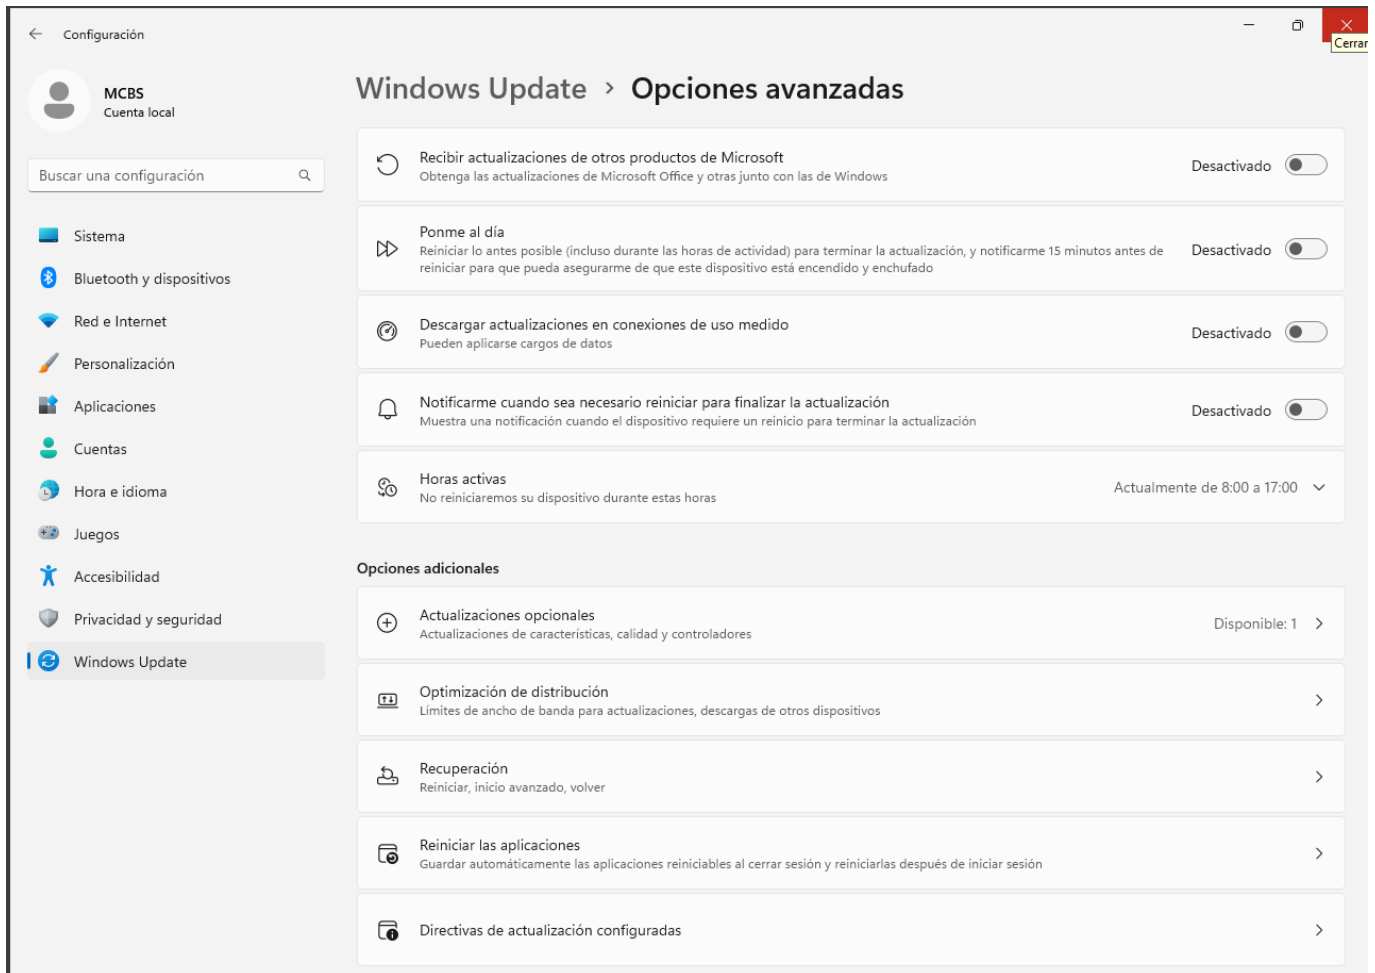 Configuración
Cerrar
MCBS
Cuenta local
Buscar una configuración
Sistema
Bluetooth y dispositivos
Red e Internet
Personalización
Aplicaciones
Cuentas
Hora e idioma
Juegos
Accesibilidad
Privacidad y seguridad
Windows Update
Windows Update > Opciones avanzadas
Recibir actualizaciones de otros productos de Microsoft
Obtenga las actualizaciones de Microsoft Office y otras junto con las de Windows
Desactivado
Ponme al día
Reiniciar lo antes posible (incluso durante las horas de actividad) para terminar la actualización, y notificarme 15 minutos antes de
reiniciar para que pueda asegurarme de que este dispositivo está encendido y enchufado
Desactivado
Descargar actualizaciones en conexiones de uso medido
Pueden aplicarse cargos de datos
Desactivado
Notificarme cuando sea necesario reiniciar para finalizar la actualización
Muestra una notificación cuando el dispositivo requiere un reinicio para terminar la actualización
Desactivado
Horas activas
No reiniciaremos su dispositivo durante estas horas
Actualmente de 8:00 a 17:00
Opciones adicionales
Actualizaciones opcionales
Actualizaciones de características, calidad y controladores
Disponible: 1
Optimización de distribución
Límites de ancho de banda para actualizaciones, descargas de otros dispositivos
Recuperación
Reiniciar, inicio avanzado, volver
Reiniciar las aplicaciones
Guardar automáticamente las aplicaciones reiniciables al cerrar sesión y reiniciarlas después de iniciar sesión
Directivas de actualización configuradas